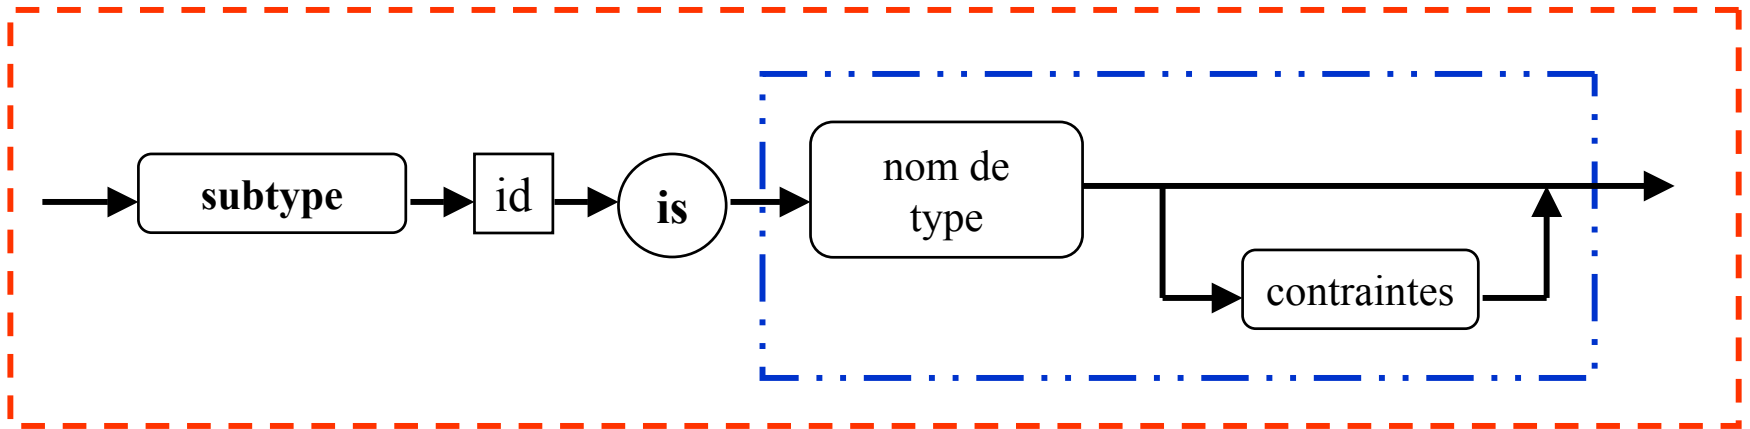 subtype
id
is
nom de
type
contraintes